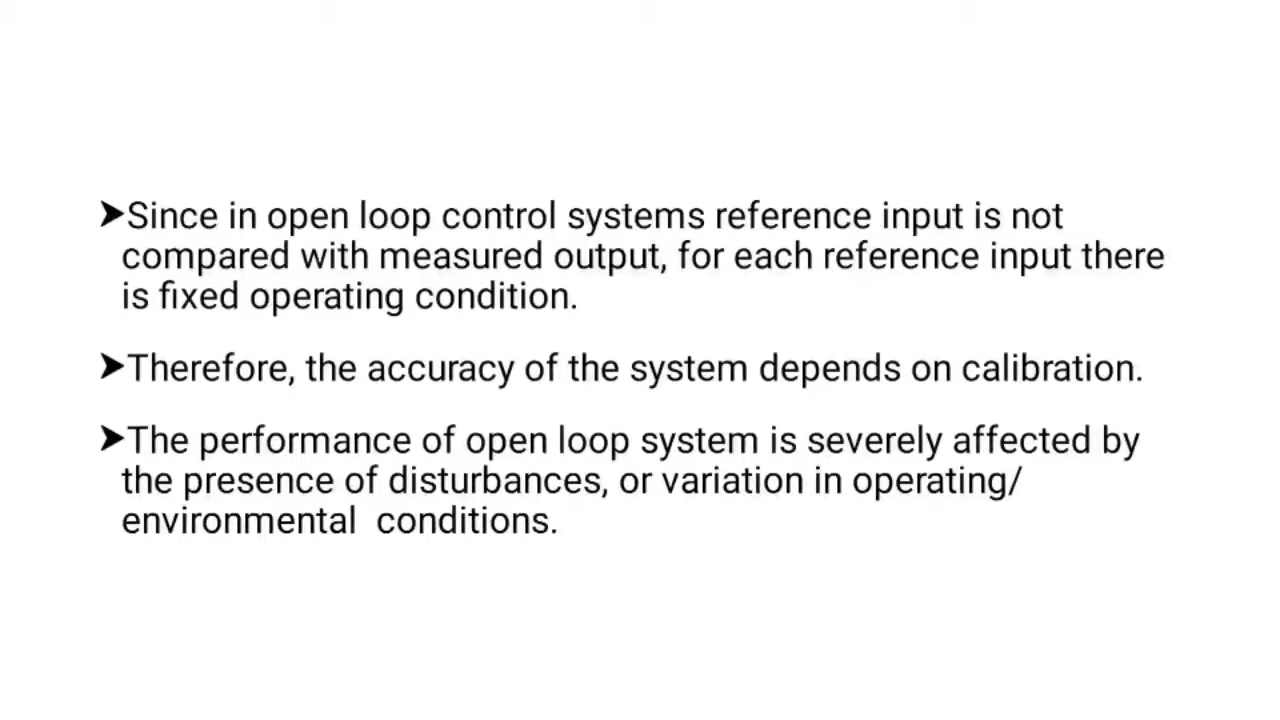 ➤Since in open loop control systems reference input is not
compared with measured output, for each reference input there
is fixed operating condition.
➤Therefore, the accuracy of the system depends on calibration.
➤The performance of open loop system is severely affected by
the presence of disturbances, or variation in operating/
environmental  conditions.